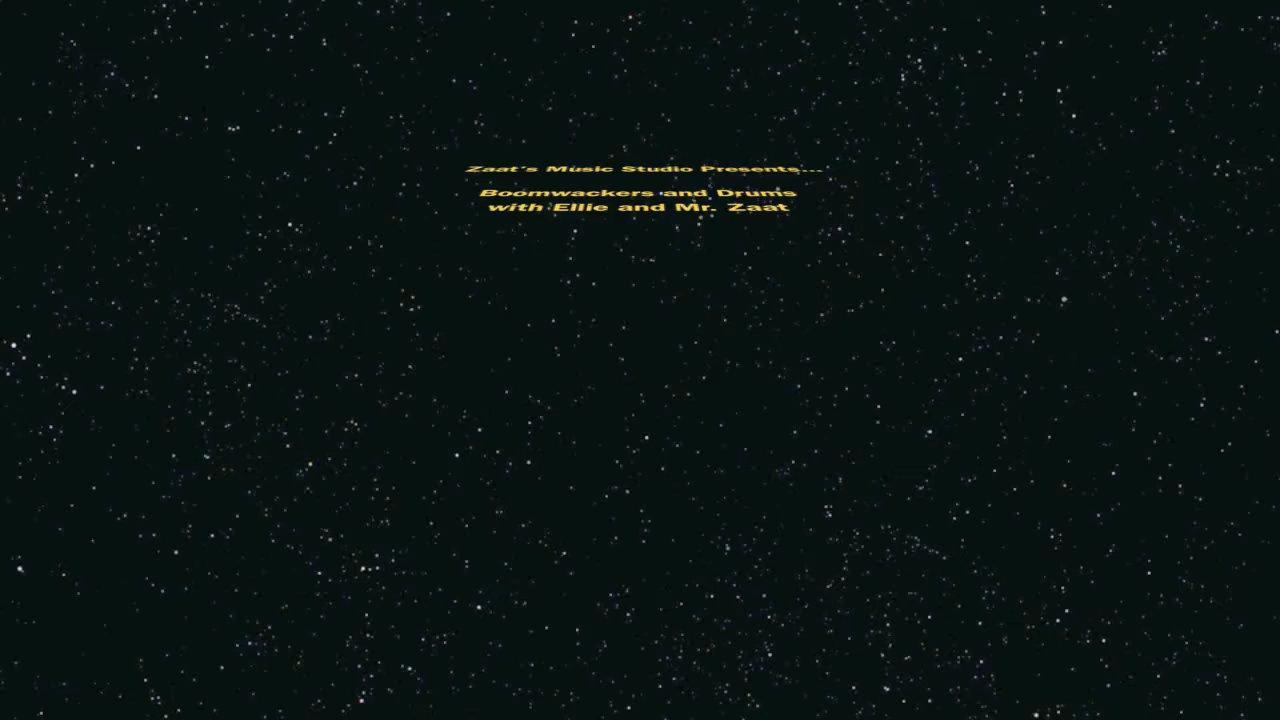 Zaat's Music Studio Presents...
Boomwackers and Drums
with Ellie and Mr. Zaat